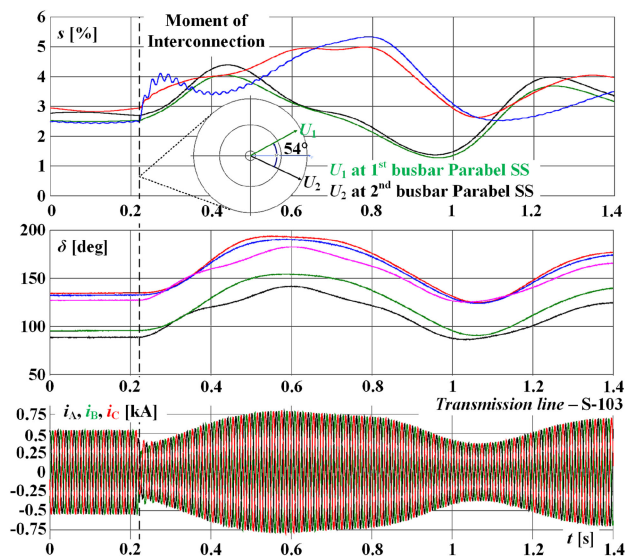 6
s [%]
Moment of
Interconnection
5
4
3
2
1
0
U1
54°
U2
U1 at 1st busbar Parabel SS
U2 at 2nd busbar Parabel SS
0 0.2 0.4 0.6 0.8 1 1.2 1.4
200
δ [deg]
150
100
50
0 0.2 0.4 0.6 0.8 1 1.2 1.4
iA, iB, iC [kA]
Transmission line – S-103
0.75
0.5
0.25
0
-0.25
-0.5
-0.75
t [s]
0 0.2 0.4 0.6 0.8 1 1.2 1.4